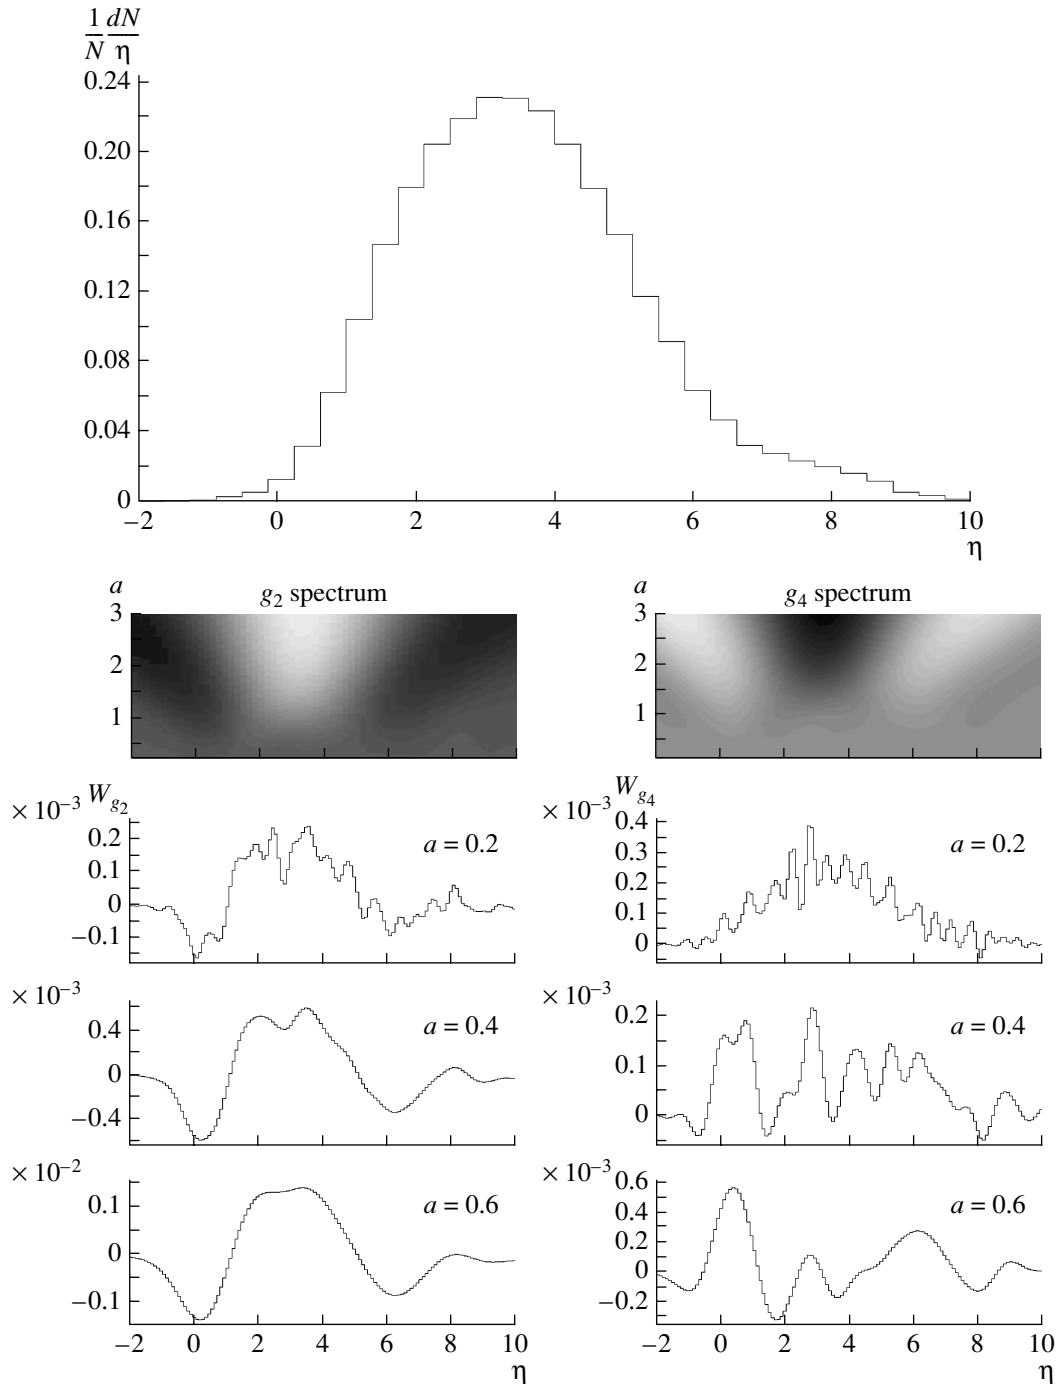 1 dN
N η
0.24
0.20
0.16
0.12
0.08
0.04
0
−2 0 2 4 6 8 10
η
a g2 spectrum
3
2
1
a g4 spectrum
3
2
1
× 10−3 Wg2
0.2
0.1
0
−0.1
a = 0.2
× 10−3 Wg4
0.4
0.3
0.2
0.1
0
a = 0.2
× 10−3
0.4
0
−0.4
a = 0.4
× 10−3
0.2
0.1
0
a = 0.4
× 10−2
0.1
0
−0.1
a = 0.6
−2 0 2 4 6 8 10
η
× 10−3
0.6
0.4
0.2
0
−0.2
a = 0.6
−2 0 2 4 6 8 10
η